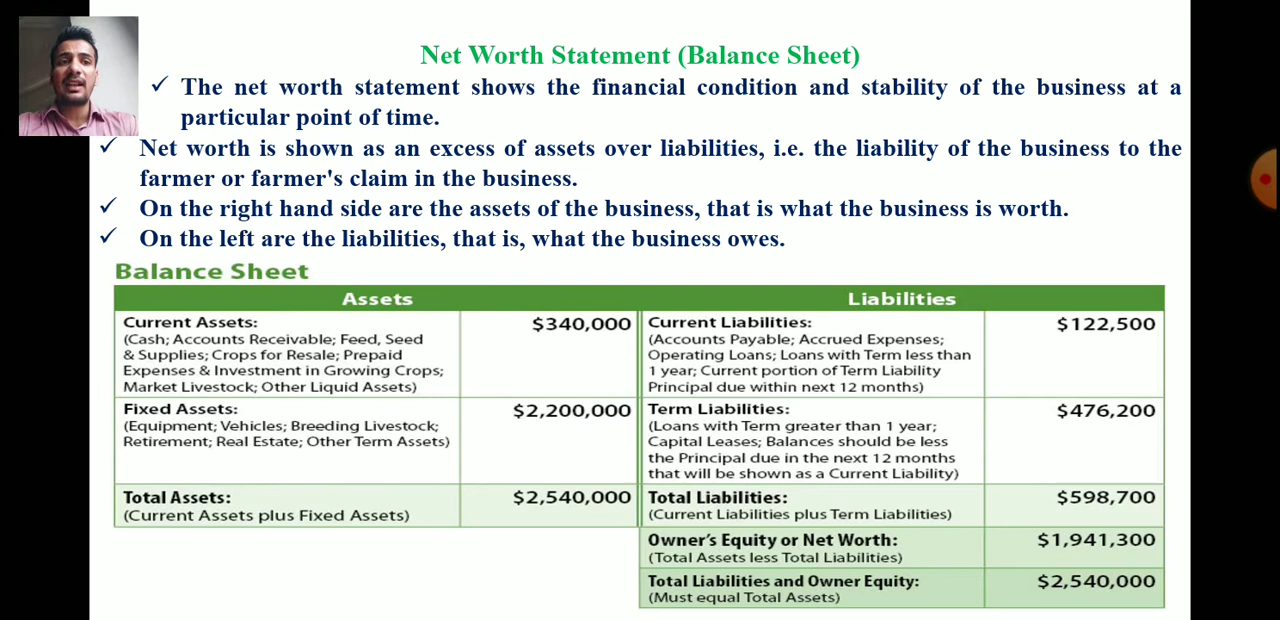 Net Worth Statement (Balance Sheet)
✓ The net worth statement shows the financial condition and stability of the business at a
particular point of time.
✓ Net worth is shown as an excess of assets over liabilities, i.e. the liability of the business to the
farmer or farmer's claim in the business.
✓ On the right hand side are the assets of the business, that is what the business is worth.
✓ On the left are the liabilities, that is, what the business owes.
Balance Sheet
Assets
Liabilities
Current Assets:
(Cash; Accounts Receivable; Feed, Seed
& Supplies; Crops for Resale; Prepaid
Expenses & Investment in Growing Crops;
Market Livestock; Other Liquid Assets)
$340,000
Current Liabilities:
(Accounts Payable; Accrued Expenses;
Operating Loans; Loans with Term less than
1 year; Current portion of Term Liability
Principal due within next 12 months)
$122,500
Fixed Assets:
(Equipment; Vehicles; Breeding Livestock;
Retirement; Real Estate; Other Term Assets)
$2,200,000
Term Liabilities:
(Loans with Term greater than 1 year;
Capital Leases; Balances should be less
the Principal due in the next 12 months
that will be shown as a Current Liability)
$476,200
Total Assets:
(Current Assets plus Fixed Assets)
$2,540,000
Total Liabilities:
(Current Liabilities plus Term Liabilities)
$598,700
Owner's Equity or Net Worth:
(Total Assets less Total Liabilities)
$1,941,300
Total Liabilities and Owner Equity:
(Must equal Total Assets)
$2,540,000